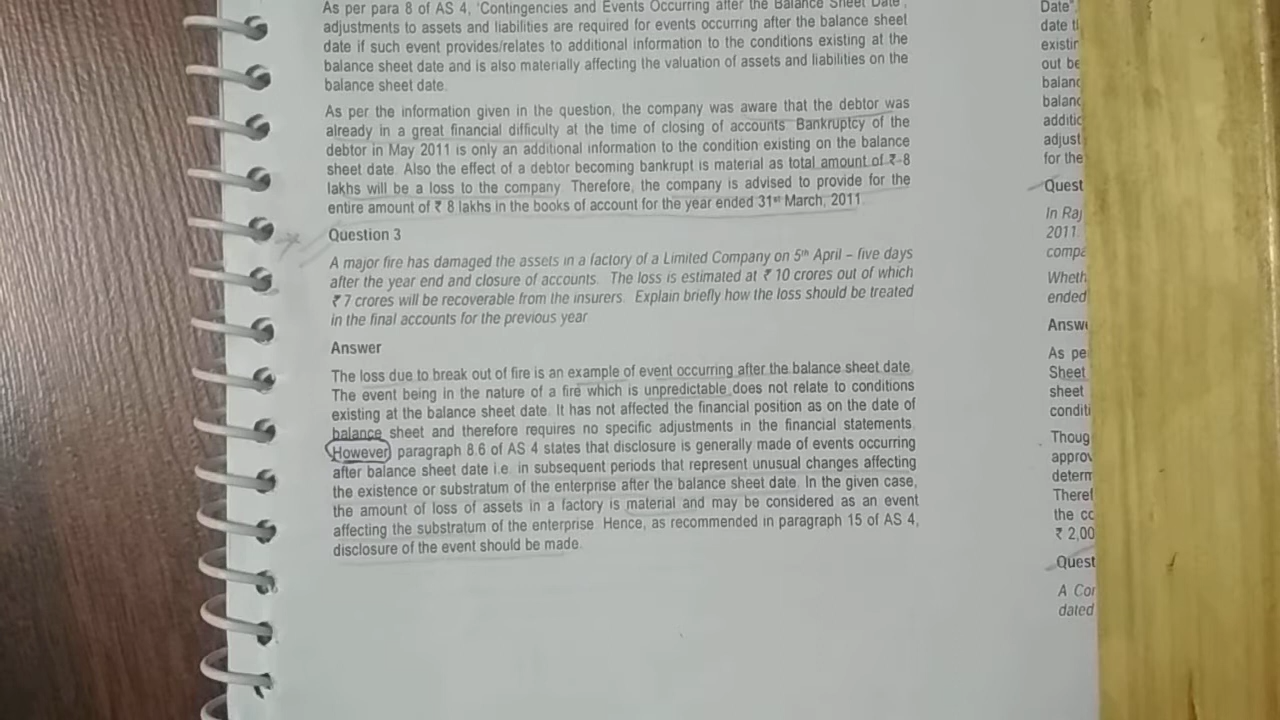 As per para 8 of AS 4, 'Contingencies and Events Occurring after the Balance Sheet Date',
adjustments to assets and liabilities are required for events occurring after the balance sheet
date if such event provides/relates to additional information to the conditions existing at the
balance sheet date and is also materially affecting the valuation of assets and liabilities on the
balance sheet date.
As per the information given in the question, the company was aware that the debtor was
already in a great financial difficulty at the time of closing of accounts. Bankruptcy of the
debtor in May 2011 is only an additional information to the condition existing on the balance
sheet date. Also the effect of a debtor becoming bankrupt is material as total amount of ₹ 8
lakhs will be a loss to the company. Therefore, the company is advised to provide for the
entire amount of ₹ 8 lakhs in the books of account for the year ended 31st March, 2011.
Question 3
A major fire has damaged the assets in a factory of a Limited Company on 5th April – five days
after the year end and closure of accounts. The loss is estimated at ₹ 10 crores out of which
₹ 7 crores will be recoverable from the insurers. Explain briefly how the loss should be treated
in the final accounts for the previous year.
Answer
The loss due to break out of fire is an example of event occurring after the balance sheet date.
The event being in the nature of a fire which is unpredictable does not relate to conditions
existing at the balance sheet date. It has not affected the financial position as on the date of
balance sheet and therefore requires no specific adjustments in the financial statements.
However, paragraph 8.6 of AS 4 states that disclosure is generally made of events occurring
after balance sheet date i.e. in subsequent periods that represent unusual changes affecting
the existence or substratum of the enterprise after the balance sheet date. In the given case,
the amount of loss of assets in a factory is material and may be considered as an event
affecting the substratum of the enterprise. Hence, as recommended in paragraph 15 of AS 4,
disclosure of the event should be made.
Date"
date t
existin
out be
balanc
balanc
additic
adjust
for the
Quest
In Raj
2011.
compa
Wheth
ended
Answ
As pe
Sheet
sheet
conditi
Thoug
approv
determ
Theref
the cc
₹ 2,00
Quest
A Cor
dated